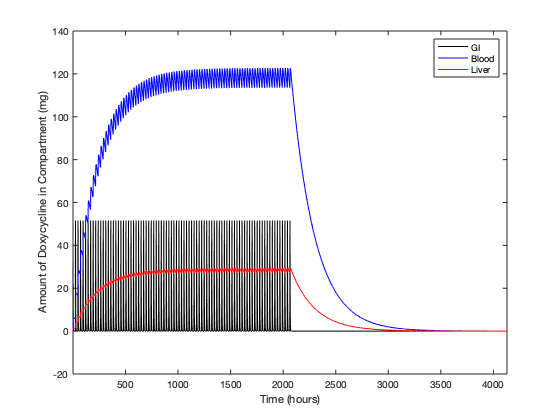 140
120
100
80
60
40
20
0
-20
Amount of Doxycycline in Compartment (mg)
500 1000 1500 2000 2500 3000 3500 4000
Time (hours)
GI
Blood
Liver